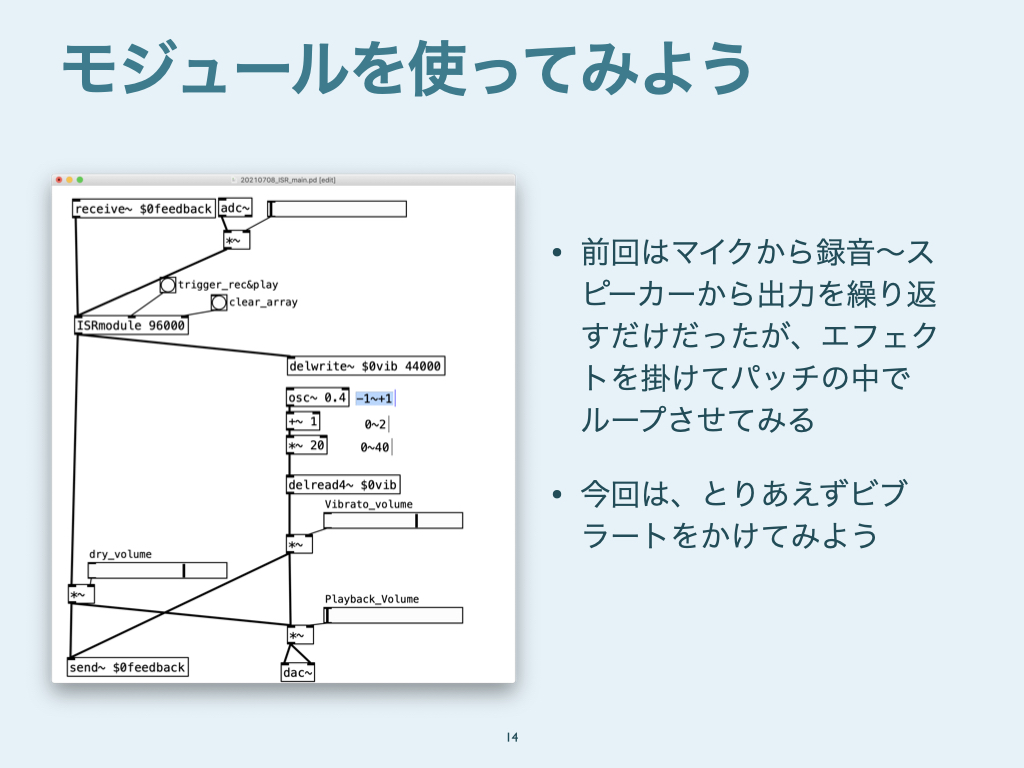 モジュールを使ってみよう
20210708_ISR_main.pd [edit]
receive~ $0feedback
adc~
*~
trigger_rec&play
clear_array
ISRmodule 96000
delwrite~ $0vib 44000
osc~ 0.4
-1~+1
+~ 1
0~2
*~ 20
0~40
delread4~ $0vib
Vibrato_volume
*~
dry_volume
*~
Playback_Volume
*~
send~ $0feedback
dac~
• 前回はマイクから録音〜ス
ピーカーから出力を繰り返
すだけだったが、エフェク
トを掛けてパッチの中で
ループさせてみる
• 今回は、とりあえずビブ
ラートをかけてみよう
14